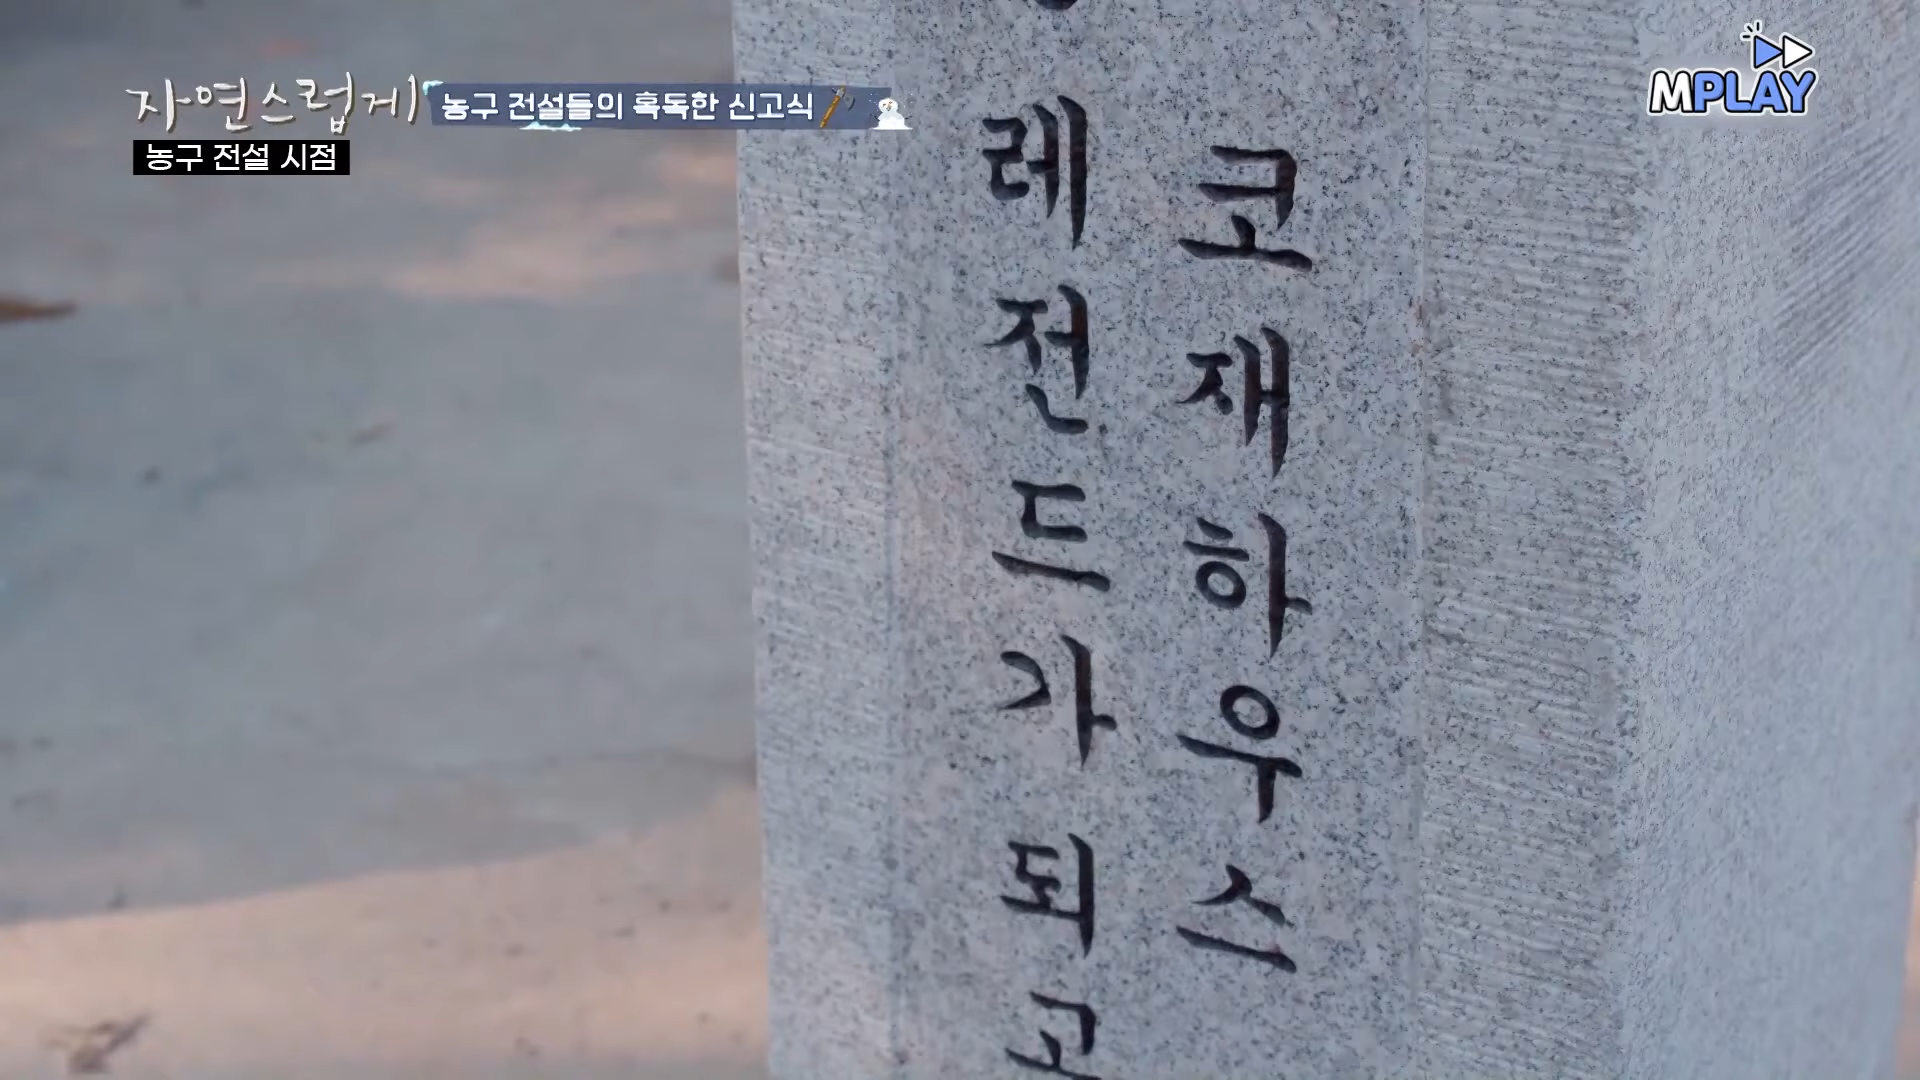 자연스럽게
농구 전설들의 혹독한 신고식
농구 전설 시점
MPLAY
코재하우스
레전드가 되고